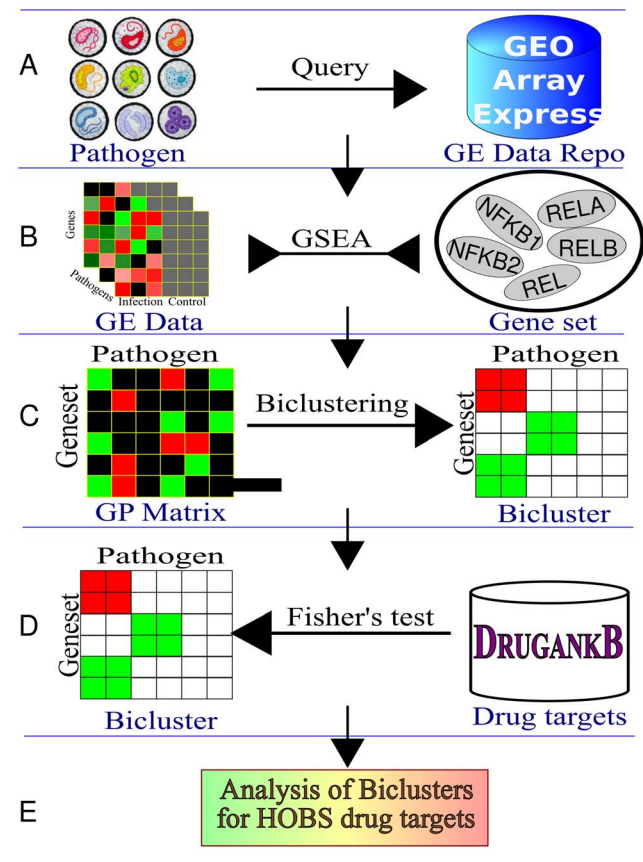 A
Query
GEO
Array
Express
Pathogen
GE Data Repo
B
Genes
Pathogens
Infection
Control
GSEA
NFKB1
RELA
RELB
NFKB2
REL
GE Data
Gene set
C
Pathogen
Geneset
Biclustering
Pathogen
Geneset
GP Matrix
Bicluster
D
Pathogen
Geneset
Fisher's test
DRUGANKB
Bicluster
Drug targets
E
Analysis of Biclusters
for HOBS drug targets